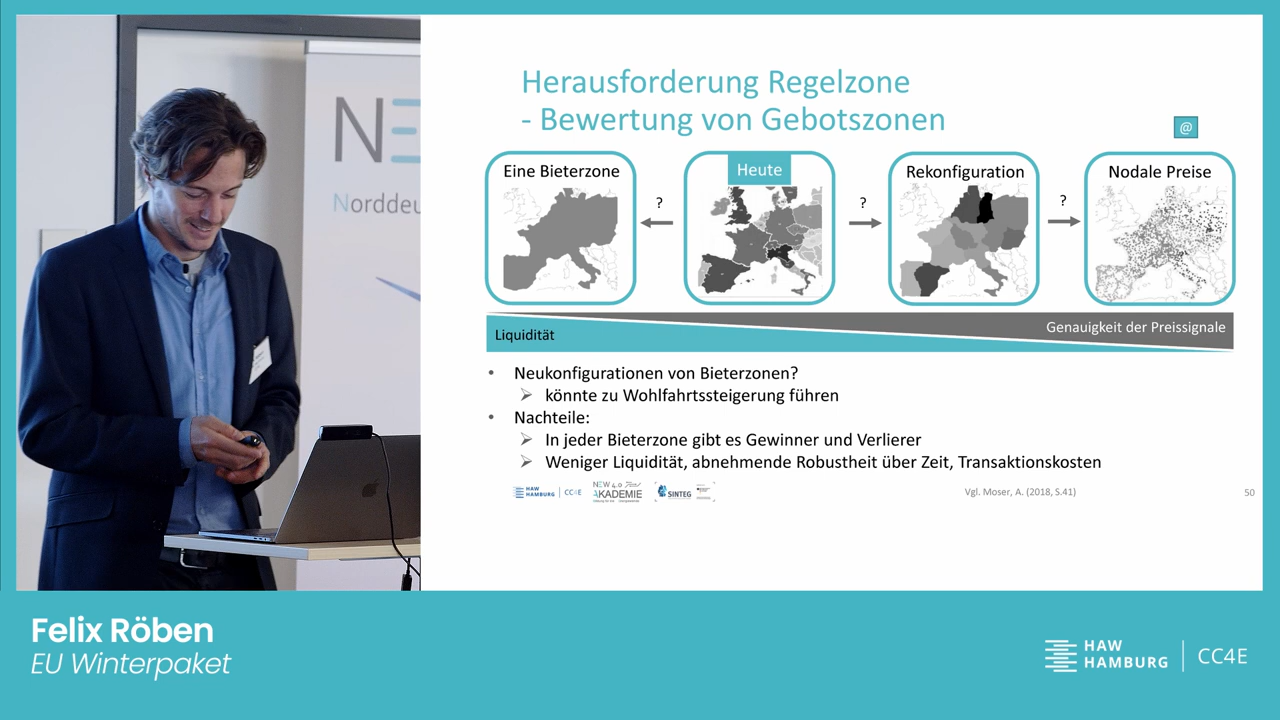 NE
Norddeu
Herausforderung Regelzone
- Bewertung von Gebotszonen
@
Eine Bieterzone
Heute
Rekonfiguration
Nodale Preise
?
?
?
Liquidität
Genauigkeit der Preissignale
• Neukonfigurationen von Bieterzonen?
➢ könnte zu Wohlfahrtssteigerung führen
• Nachteile:
➢ In jeder Bieterzone gibt es Gewinner und Verlierer
➢ Weniger Liquidität, abnehmende Robustheit über Zeit, Transaktionskosten
HAW HAMBURG | CC4E
NEW 4.0
AKADEMIE
SINTEG
Vgl. Moser, A. (2018, S.41)
50
Felix Röben
EU Winterpaket
HAW
HAMBURG
CC4E